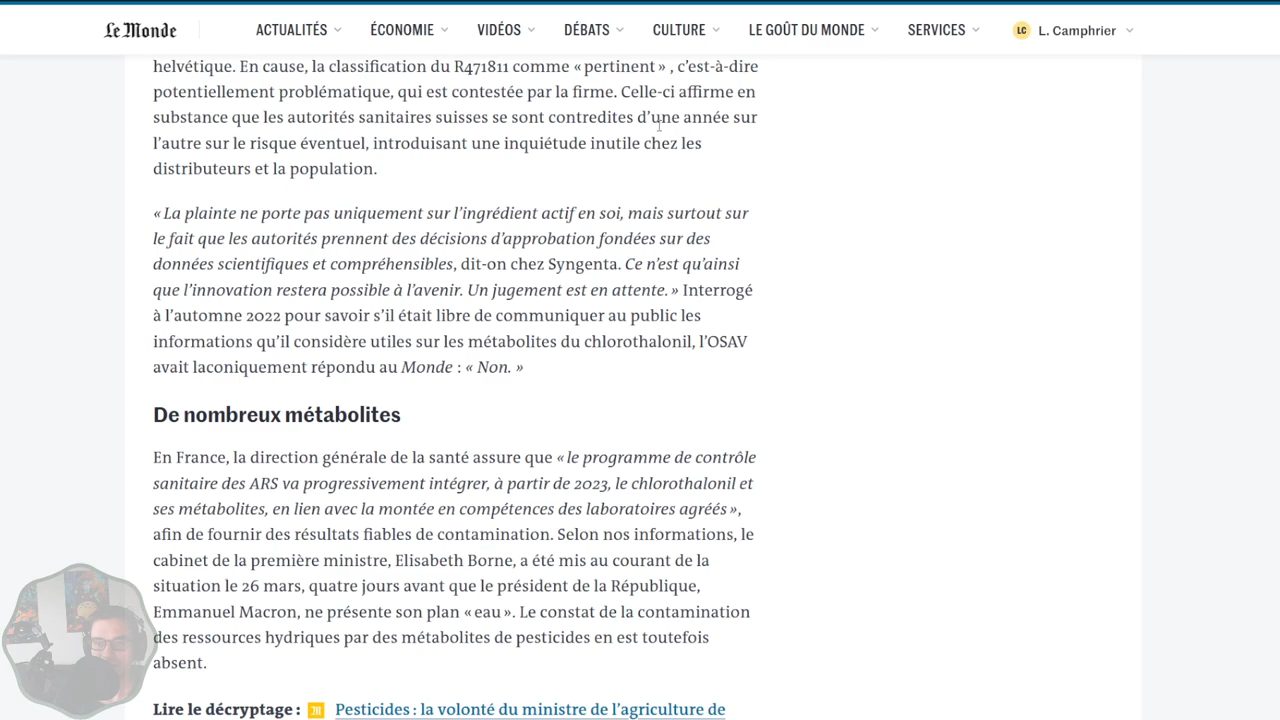 Le Monde
ACTUALITÉS ÉCONOMIE VIDÉOS DÉBATS CULTURE LE GOÛT DU MONDE SERVICES LC L. Camphrier
helvétique. En cause, la classification du R471811 comme « pertinent » , c’est-à-dire
potentiellement problématique, qui est contestée par la firme. Celle-ci affirme en
substance que les autorités sanitaires suisses se sont contredites d’une année sur
l’autre sur le risque éventuel, introduisant une inquiétude inutile chez les
distributeurs et la population.
« La plainte ne porte pas uniquement sur l’ingrédient actif en soi, mais surtout sur
le fait que les autorités prennent des décisions d’approbation fondées sur des
données scientifiques et compréhensibles, dit-on chez Syngenta. Ce n’est qu’ainsi
que l’innovation restera possible à l’avenir. Un jugement est en attente. » Interrogé
à l’automne 2022 pour savoir s’il était libre de communiquer au public les
informations qu’il considère utiles sur les métabolites du chlorothalonil, l’OSAV
avait laconiquement répondu au Monde : « Non. »
De nombreux métabolites
En France, la direction générale de la santé assure que « le programme de contrôle
sanitaire des ARS va progressivement intégrer, à partir de 2023, le chlorothalonil et
ses métabolites, en lien avec la montée en compétences des laboratoires agréés »,
afin de fournir des résultats fiables de contamination. Selon nos informations, le
cabinet de la première ministre, Elisabeth Borne, a été mis au courant de la
situation le 26 mars, quatre jours avant que le président de la République,
Emmanuel Macron, ne présente son plan « eau ». Le constat de la contamination
des ressources hydriques par des métabolites de pesticides en est toutefois
absent.
Lire le décryptage : M Pesticides : la volonté du ministre de l’agriculture de